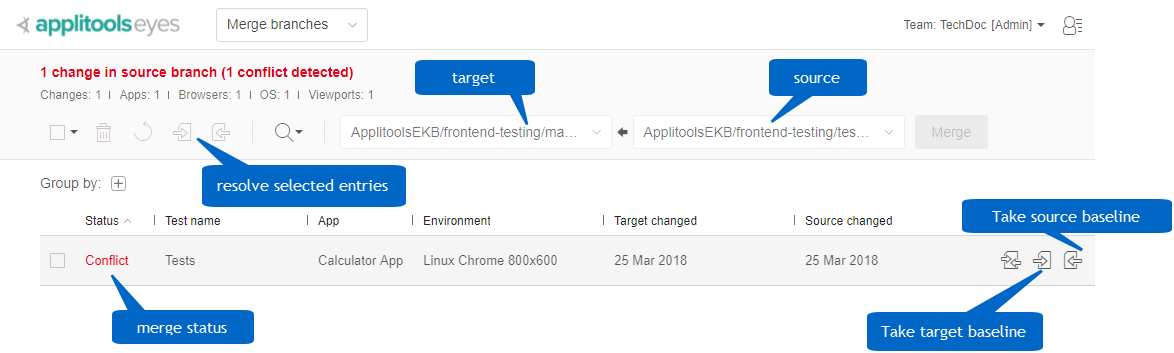 applitools eyes
Merge branches
Team: TechDoc [Admin]
1 change in source branch (1 conflict detected)
target
source
Changes: 1 | Apps: 1 | Browsers: 1 | OS: 1 | Viewports: 1
ApplitoolsEKB/frontend-testing/ma...
ApplitoolsEKB/frontend-testing/tes...
Merge
resolve selected entries
Group by:
Take source baseline
Status
Test name
App
Environment
Target changed
Source changed
Conflict
Tests
Calculator App
Linux Chrome 800x600
25 Mar 2018
25 Mar 2018
merge status
Take target baseline